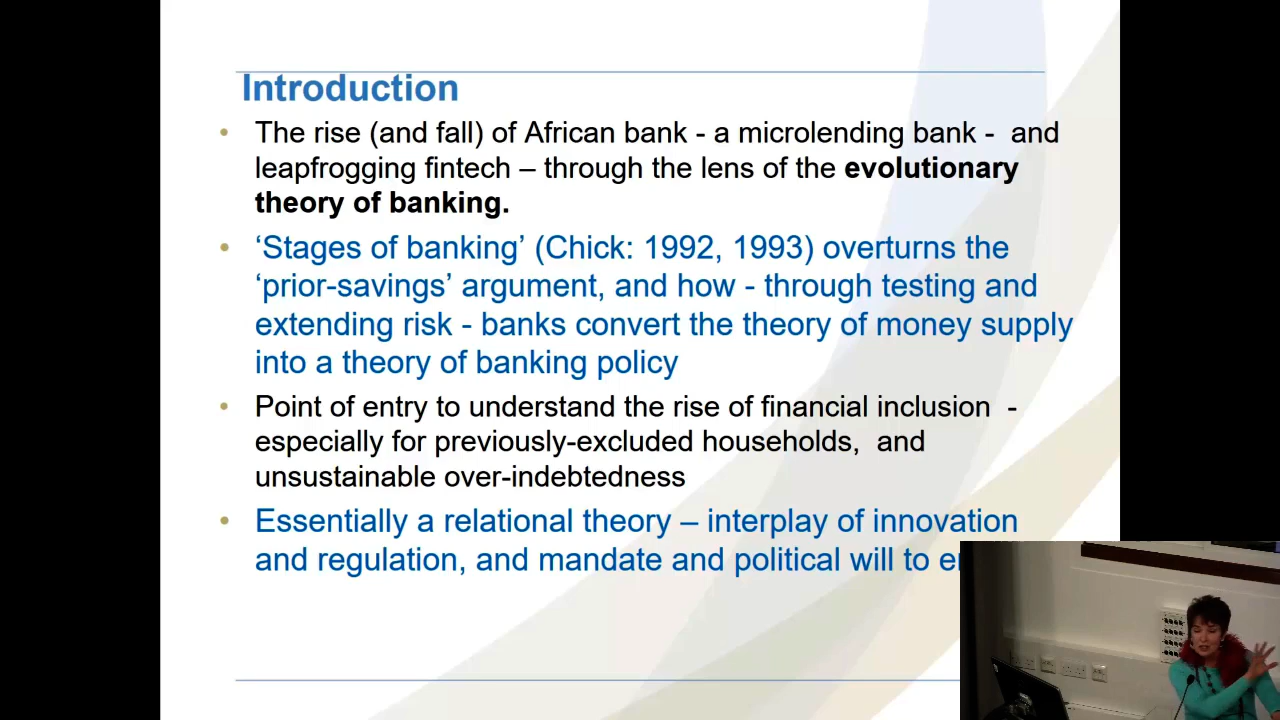 Introduction
• The rise (and fall) of African bank - a microlending bank -  and
leapfrogging fintech – through the lens of the evolutionary
theory of banking.
• ‘Stages of banking’ (Chick: 1992, 1993) overturns the
‘prior-savings’ argument, and how - through testing and
extending risk - banks convert the theory of money supply
into a theory of banking policy
• Point of entry to understand the rise of financial inclusion  -
especially for previously-excluded households,  and
unsustainable over-indebtedness
• Essentially a relational theory – interplay of innovation
and regulation, and mandate and political will to